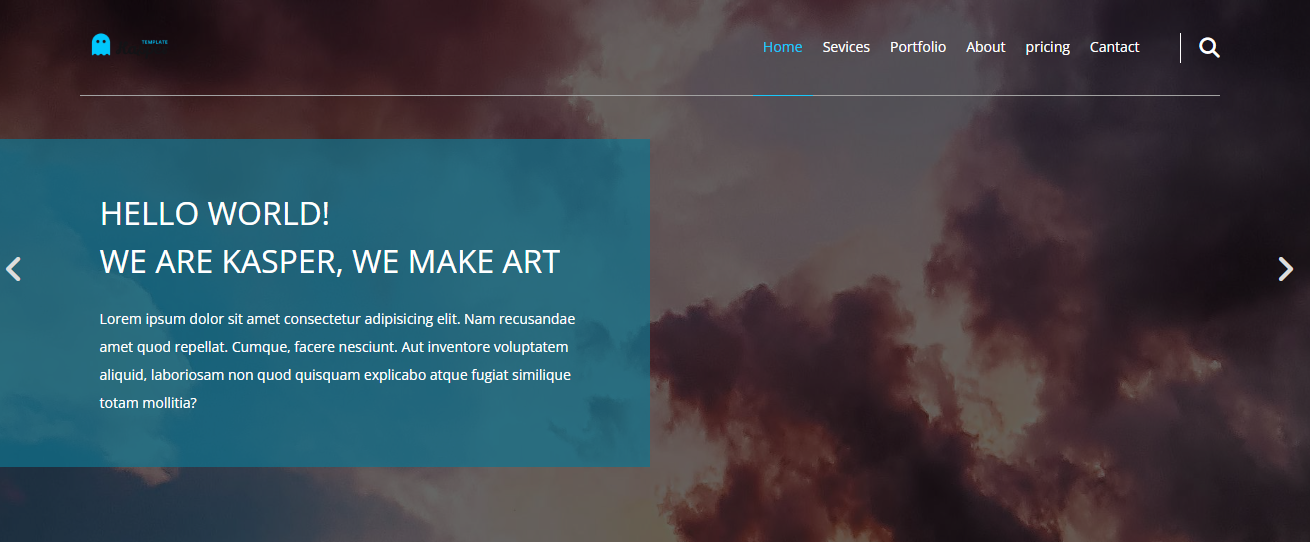 TEMPLATE
Home Sevices Portfolio About pricing Cantact
HELLO WORLD!
WE ARE KASPER, WE MAKE ART
Lorem ipsum dolor sit amet consectetur adipisicing elit. Nam recusandae
amet quod repellat. Cumque, facere nesciunt. Aut inventore voluptatem
aliquid, laboriosam non quod quisquam explicabo atque fugiat similique
totam mollitia?